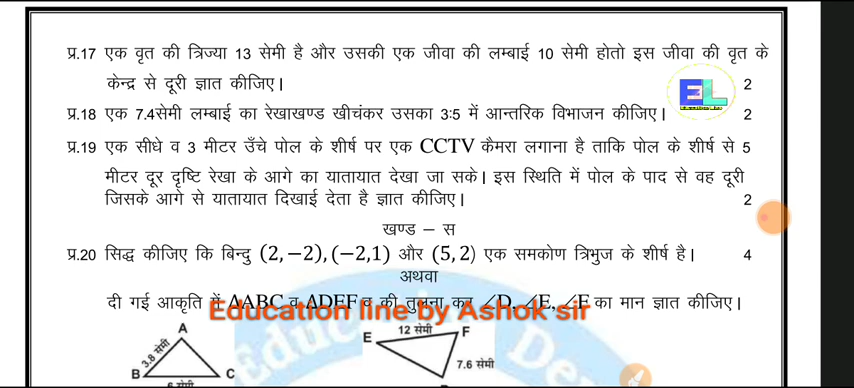 प्र.17 एक वृत की त्रिज्या 13 सेमी है और उसकी एक जीवा की लम्बाई 10 सेमी होतो इस जीवा की वृत के
केन्द्र से दूरी ज्ञात कीजिए। 2
EL
प्र.18 एक 7.4सेमी लम्बाई का रेखाखण्ड खीचंकर उसका 3:5 में आन्तरिक विभाजन कीजिए। 2
प्र.19 एक सीधे व 3 मीटर उँचे पोल के शीर्ष पर एक CCTV कैमरा लगाना है ताकि पोल के शीर्ष से 5
मीटर दूर दृष्टि रेखा के आगे का यातायात देखा जा सके। इस स्थिति में पोल के पाद से वह दूरी
जिसके आगे से यातायात दिखाई देता है ज्ञात कीजिए। 2
खण्ड – स
प्र.20 सिद्ध कीजिए कि बिन्दु (2,−2),(−2,1) और (5,2) एक समकोण त्रिभुज के शीर्ष है। 4
अथवा
दी गई आकृति में ΔABC व ΔDEF व की तुलना कर ∠D, ∠E, ∠F का मान ज्ञात कीजिए।
Education line by Ashok sir
A
3.8 सेमी
B C
E 12 सेमी F
7.6 सेमी